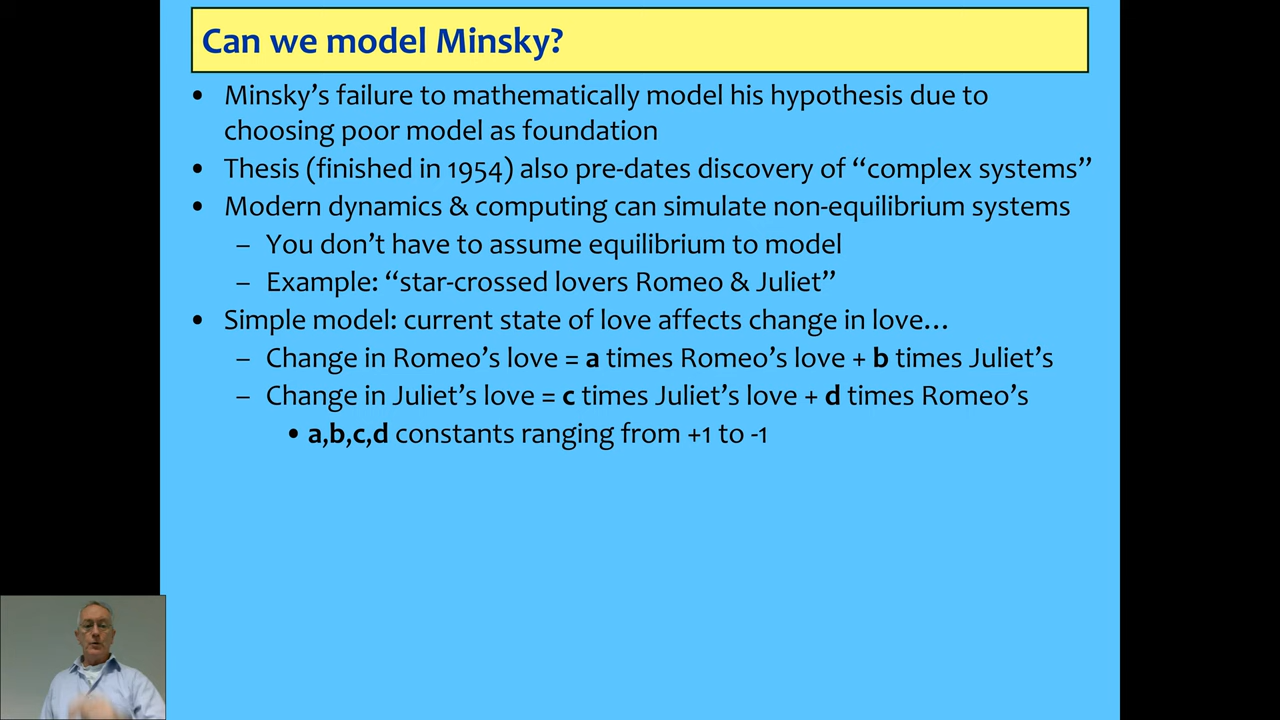 Can we model Minsky?
• Minsky's failure to mathematically model his hypothesis due to
choosing poor model as foundation
• Thesis (finished in 1954) also pre-dates discovery of “complex systems”
• Modern dynamics & computing can simulate non-equilibrium systems
– You don't have to assume equilibrium to model
– Example: “star-crossed lovers Romeo & Juliet”
• Simple model: current state of love affects change in love…
– Change in Romeo's love = a times Romeo's love + b times Juliet's
– Change in Juliet's love = c times Juliet's love + d times Romeo's
• a,b,c,d constants ranging from +1 to -1